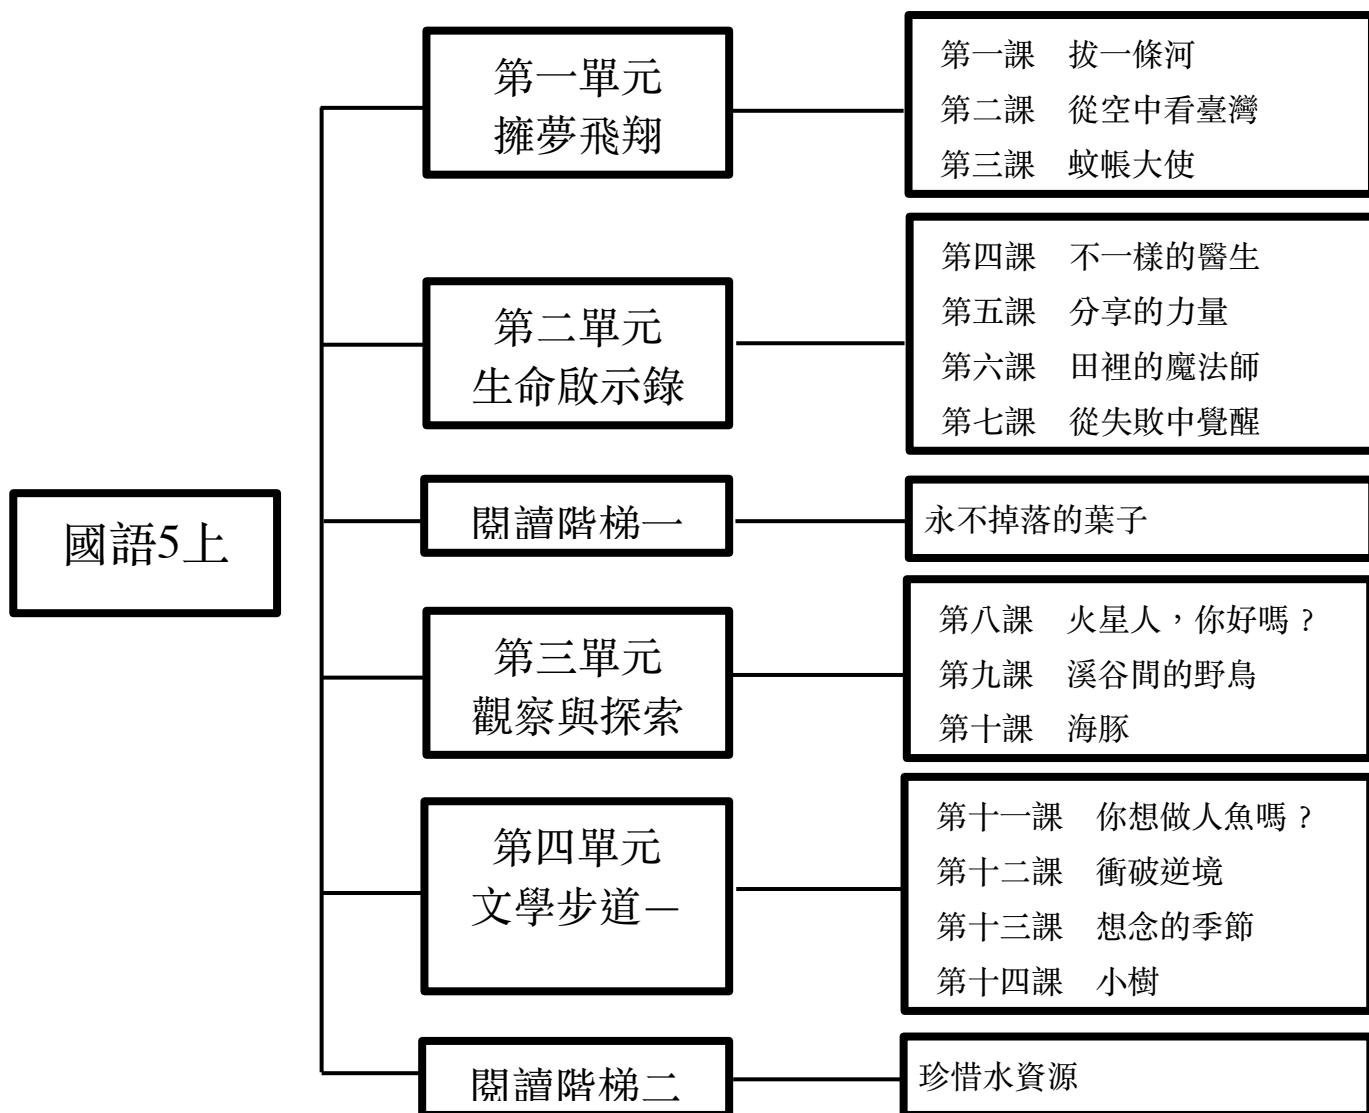 國語5上
第一單元
擁夢飛翔
第一課　拔一條河
第二課　從空中看臺灣
第三課　蚊帳大使
第二單元
生命啟示錄
第四課　不一樣的醫生
第五課　分享的力量
第六課　田裡的魔法師
第七課　從失敗中覺醒
閱讀階梯一
永不掉落的葉子
第三單元
觀察與探索
第八課　火星人，你好嗎？
第九課　溪谷間的野鳥
第十課　海豚
第四單元
文學步道－
第十一課　你想做人魚嗎？
第十二課　衝破逆境
第十三課　想念的季節
第十四課　小樹
閱讀階梯二
珍惜水資源